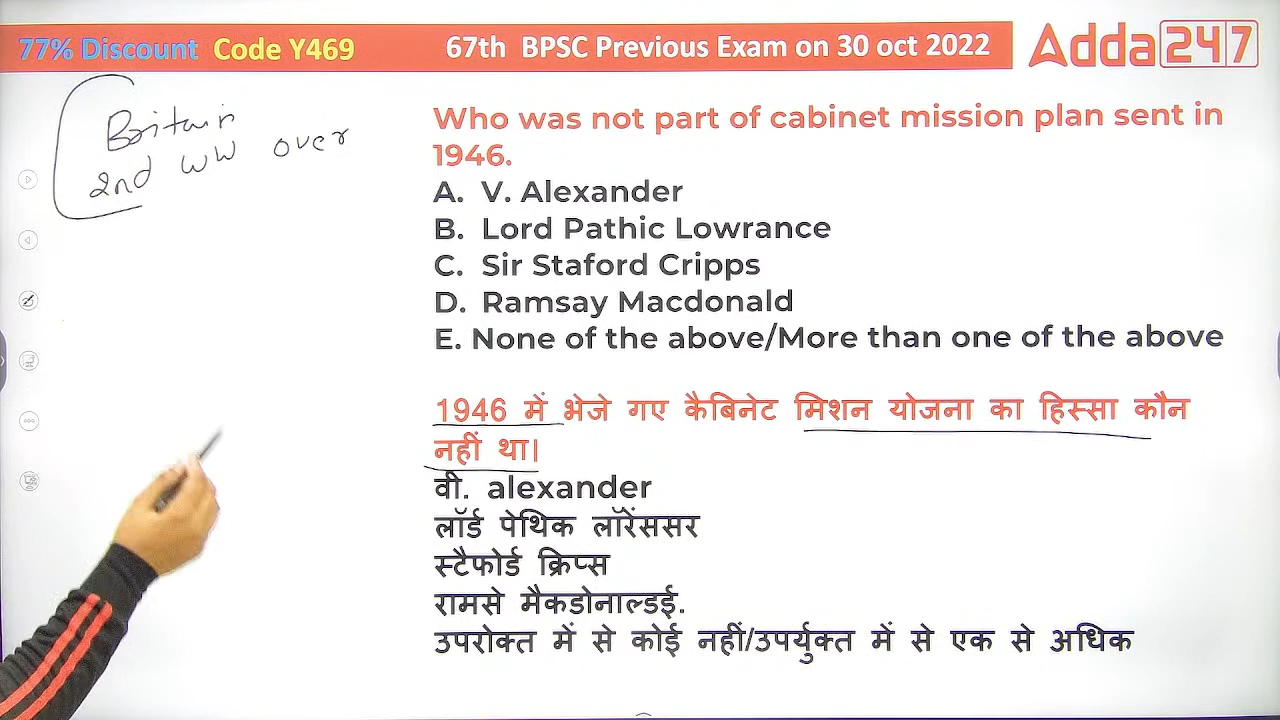 77% Discount Code Y469
67th BPSC Previous Exam on 30 oct 2022
Adda247
Britain
2nd WW over
Who was not part of cabinet mission plan sent in
1946.
A. V. Alexander
B. Lord Pathic Lowrance
C. Sir Staford Cripps
D. Ramsay Macdonald
E. None of the above/More than one of the above
1946 में भेजे गए कैबिनेट मिशन योजना का हिस्सा कौन
नहीं था।
वी. alexander
लॉर्ड पेथिक लॉरेंससर
स्टैफोर्ड क्रिप्स
रामसे मैकडोनाल्डई.
उपरोक्त में से कोई नहीं/उपर्युक्त में से एक से अधिक